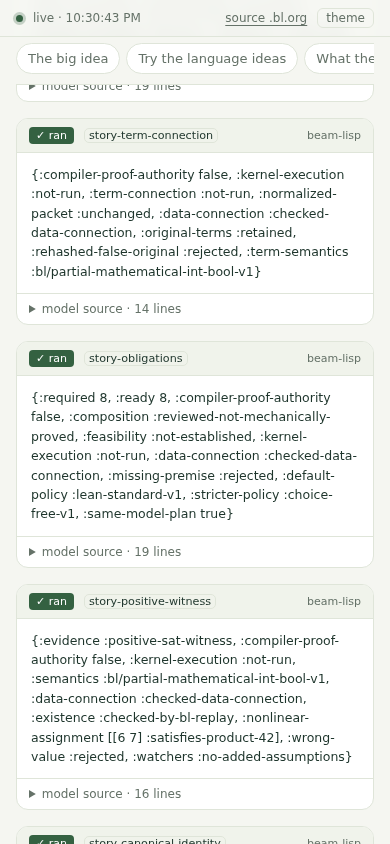 live · 10:30:43 PM
source .bl.org
theme
The big idea
Try the language ideas
What the
model source · 19 lines
✓ ran
story-term-connection
beam-lisp
{:compiler-proof-authority false, :kernel-execution
:not-run, :term-connection :not-run, :normalized-
packet :unchanged, :data-connection :checked-
data-connection, :original-terms :retained,
:rehashed-false-original :rejected, :term-semantics
:bl/partial-mathematical-int-bool-v1}
▶ model source · 14 lines
✓ ran
story-obligations
beam-lisp
{:required 8, :ready 8, :compiler-proof-authority
false, :composition :reviewed-not-mechanically-
proved, :feasibility :not-established, :kernel-
execution :not-run, :data-connection :checked-data-
connection, :missing-premise :rejected, :default-
policy :lean-standard-v1, :stricter-policy :choice-
free-v1, :same-model-plan true}
▶ model source · 19 lines
✓ ran
story-positive-witness
beam-lisp
{:evidence :positive-sat-witness, :compiler-proof-
authority false, :kernel-execution :not-run,
:semantics :bl/partial-mathematical-int-bool-v1,
:data-connection :checked-data-connection,
:existence :checked-by-bl-replay, :nonlinear-
assignment [[6 7] :satisfies-product-42], :wrong-
value :rejected, :watchers :no-added-assumptions}
▶ model source · 16 lines
✓ ran
story-canonical-identity
beam-lisp